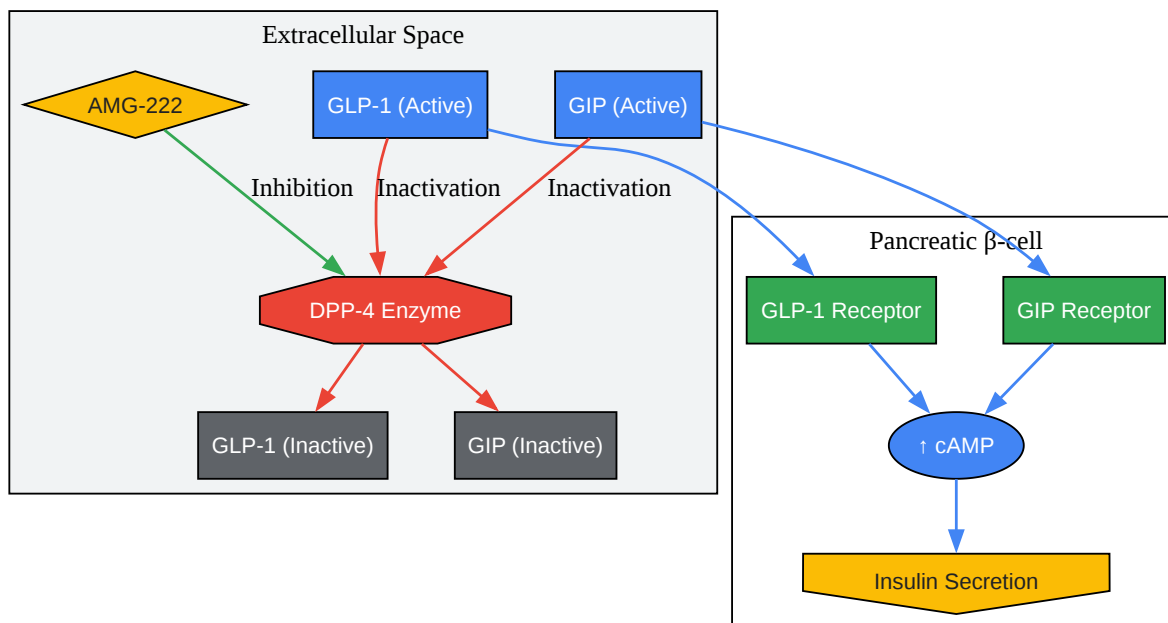 Extracellular Space
AMG-222
GLP-1 (Active)
GIP (Active)
Inhibition
Inactivation
Inactivation
DPP-4 Enzyme
GLP-1 (Inactive)
GIP (Inactive)
Pancreatic β-cell
GLP-1 Receptor
GIP Receptor
↑ cAMP
Insulin Secretion